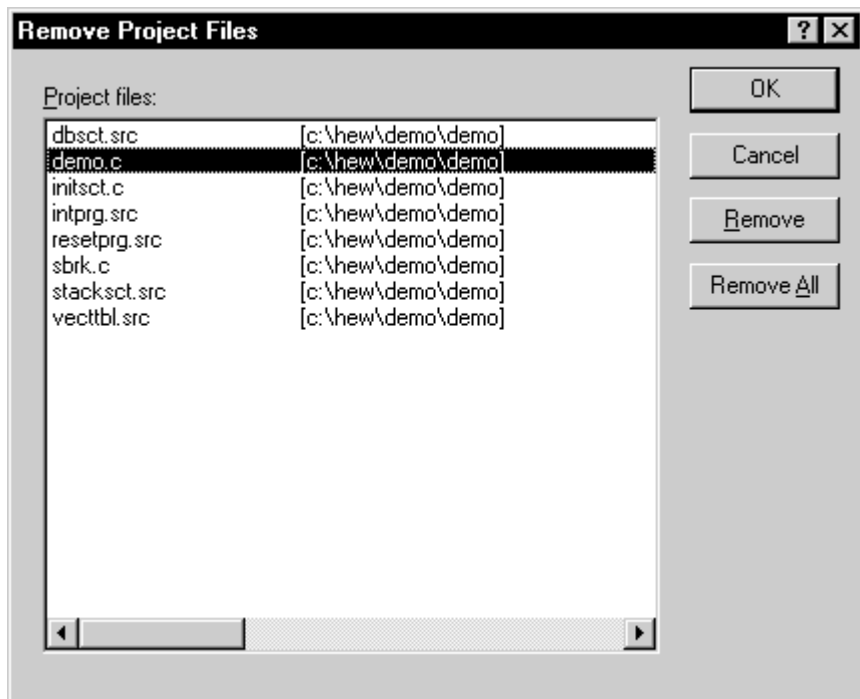 Remove Project Files
Project files:
dbsct.src [c:\hew\demo\demo]
demo.c [c:\hew\demo\demo]
initsct.c [c:\hew\demo\demo]
intprg.src [c:\hew\demo\demo]
resetprg.src [c:\hew\demo\demo]
sbrk.c [c:\hew\demo\demo]
stacksct.src [c:\hew\demo\demo]
vecttbl.src [c:\hew\demo\demo]
OK
Cancel
Remove
Remove All